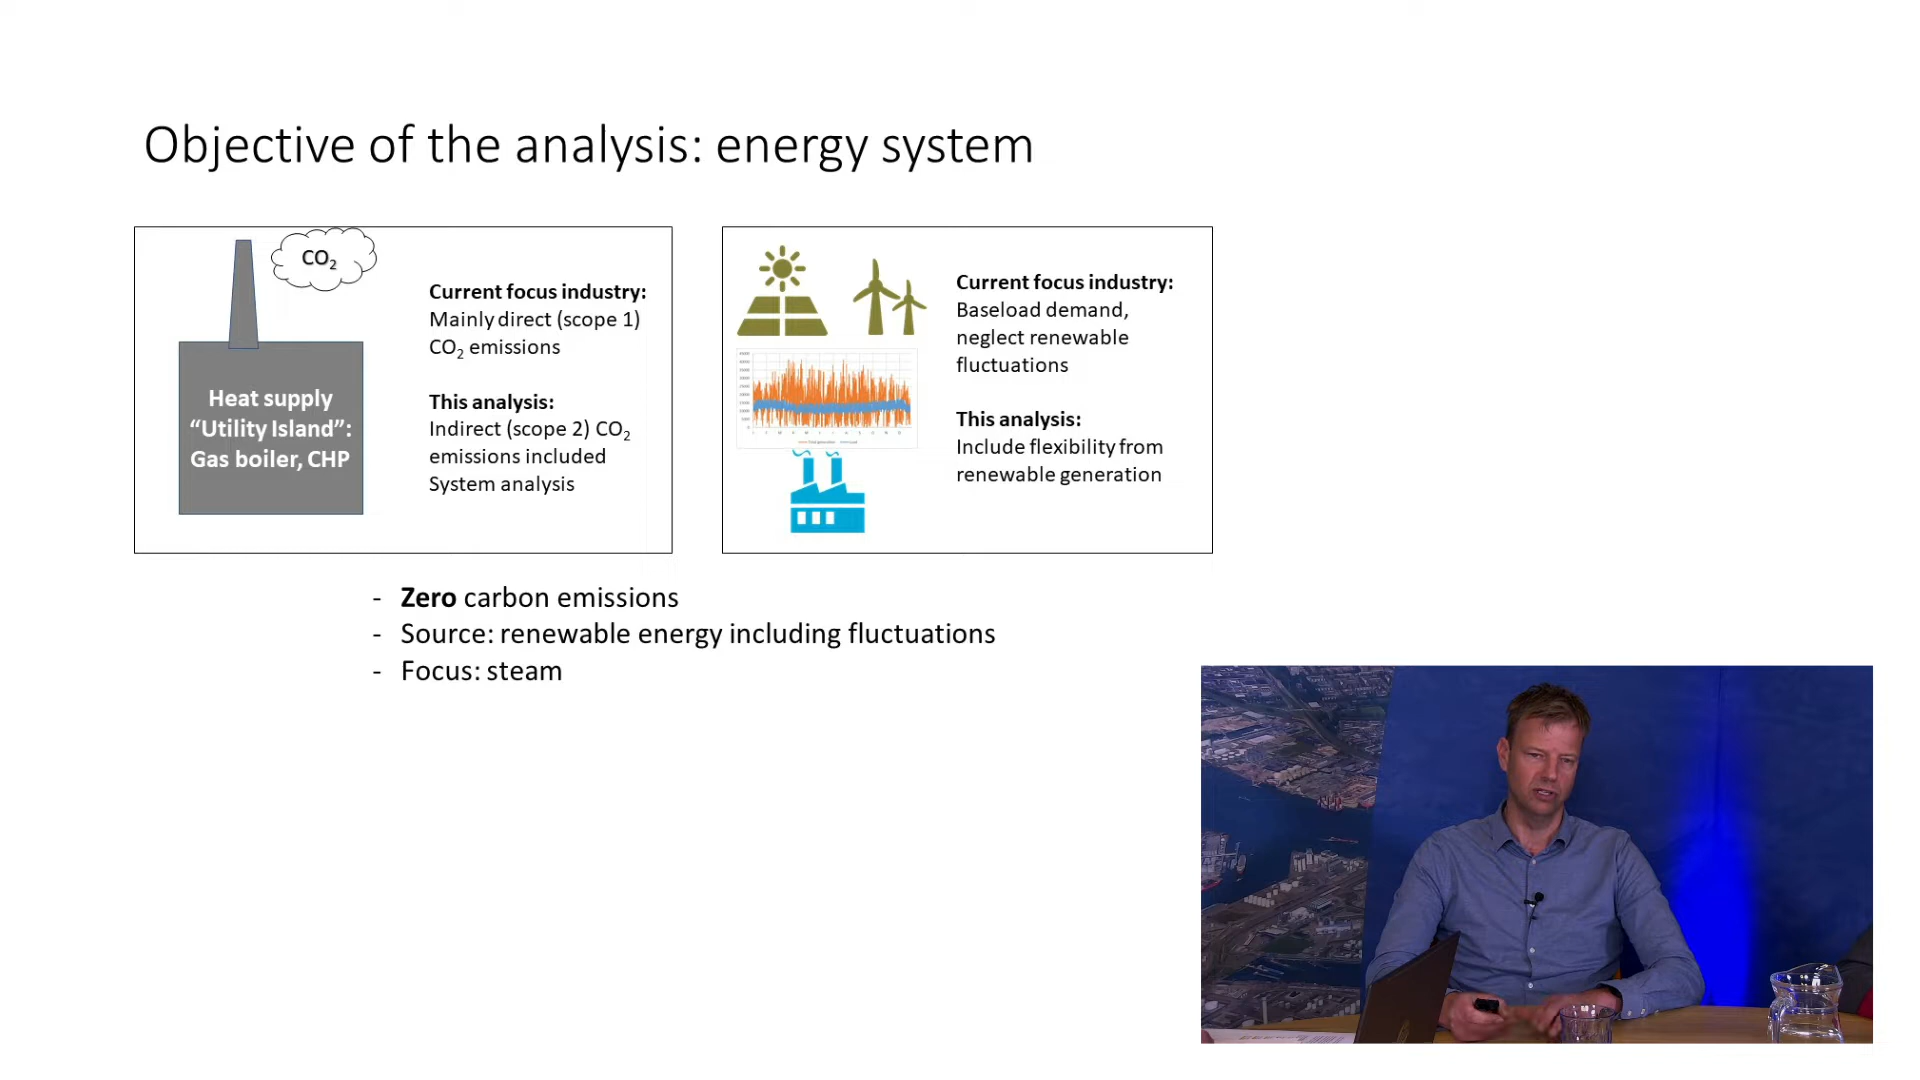 Objective of the analysis: energy system
CO2
Heat supply
“Utility Island”:
Gas boiler, CHP
Current focus industry:
Mainly direct (scope 1)
CO2 emissions
This analysis:
Indirect (scope 2) CO2
emissions included
System analysis
Current focus industry:
Baseload demand,
neglect renewable
fluctuations
This analysis:
Include flexibility from
renewable generation
- Zero carbon emissions
- Source: renewable energy including fluctuations
- Focus: steam